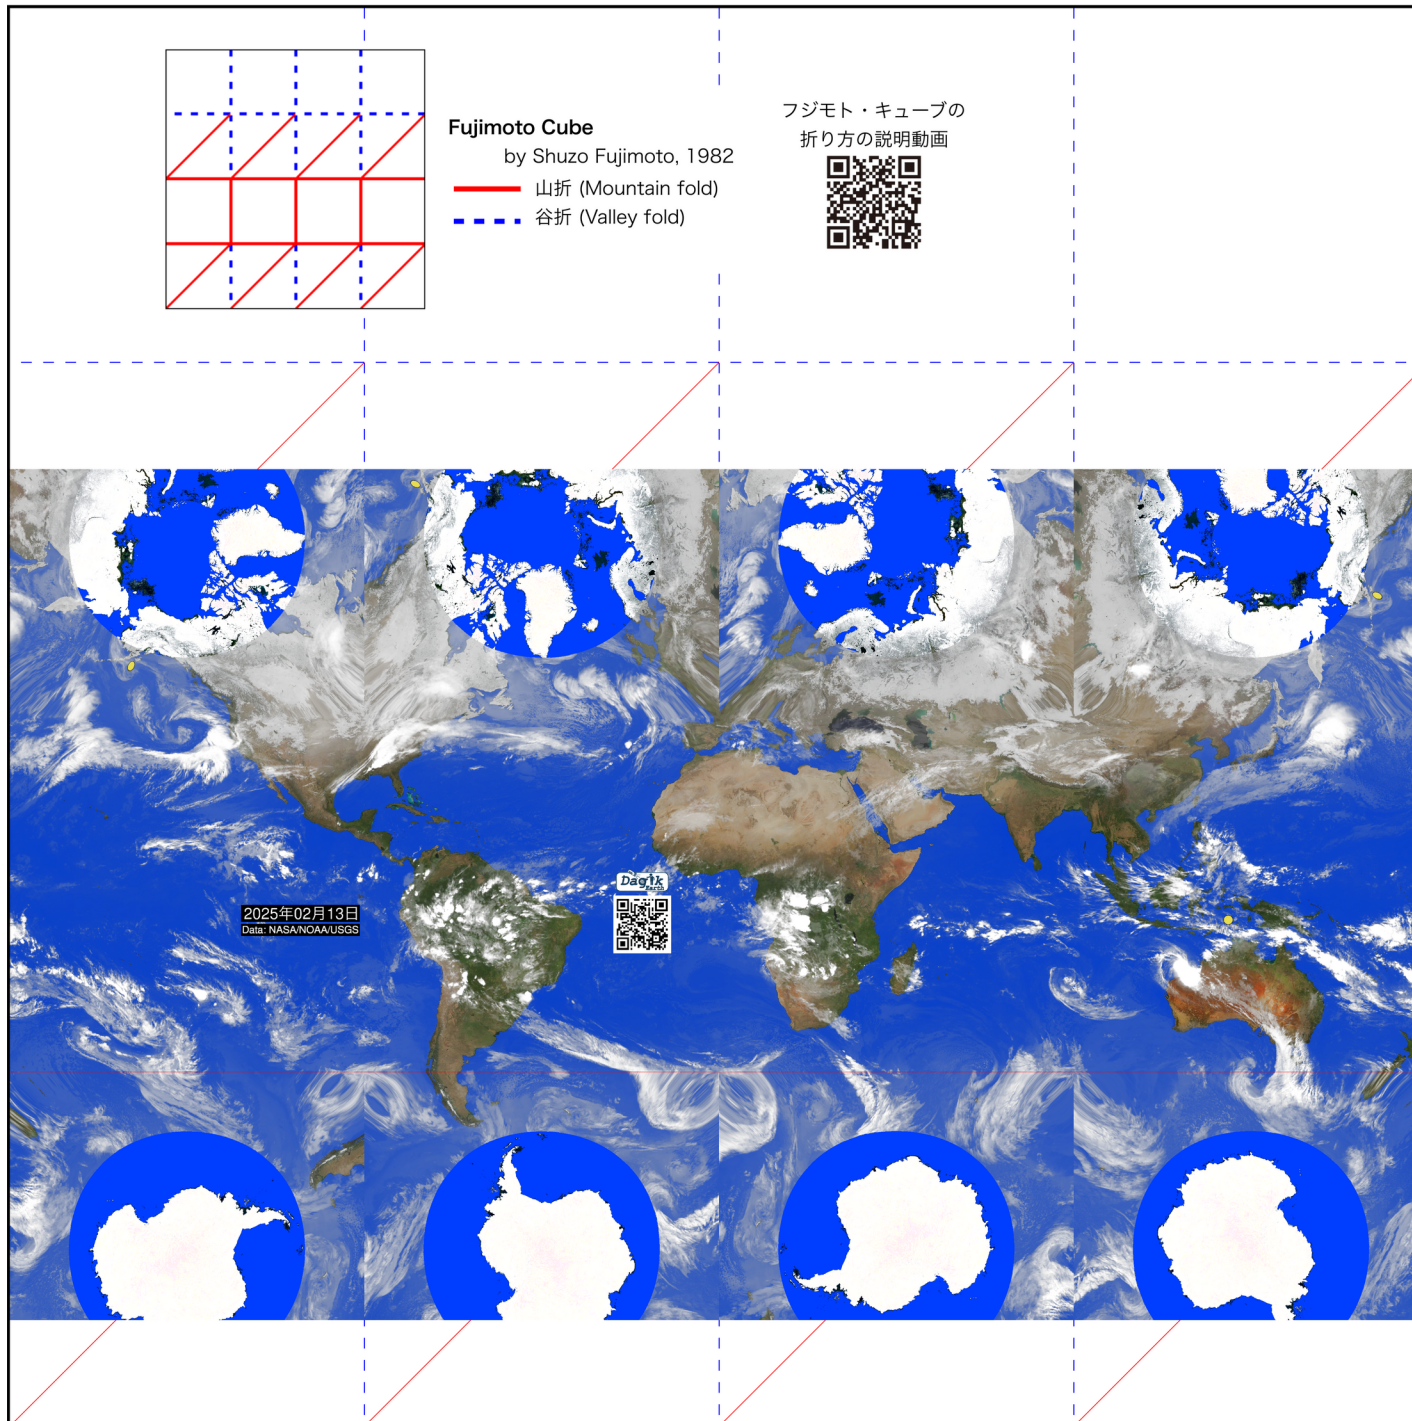 Fujimoto Cube
by Shuzo Fujimoto, 1982
山折 (Mountain fold)
谷折 (Valley fold)
フジモト・キューブの
折り方の説明動画
Dagik
Earth
2025年02月13日
Data: NASA/NOAA/USGS